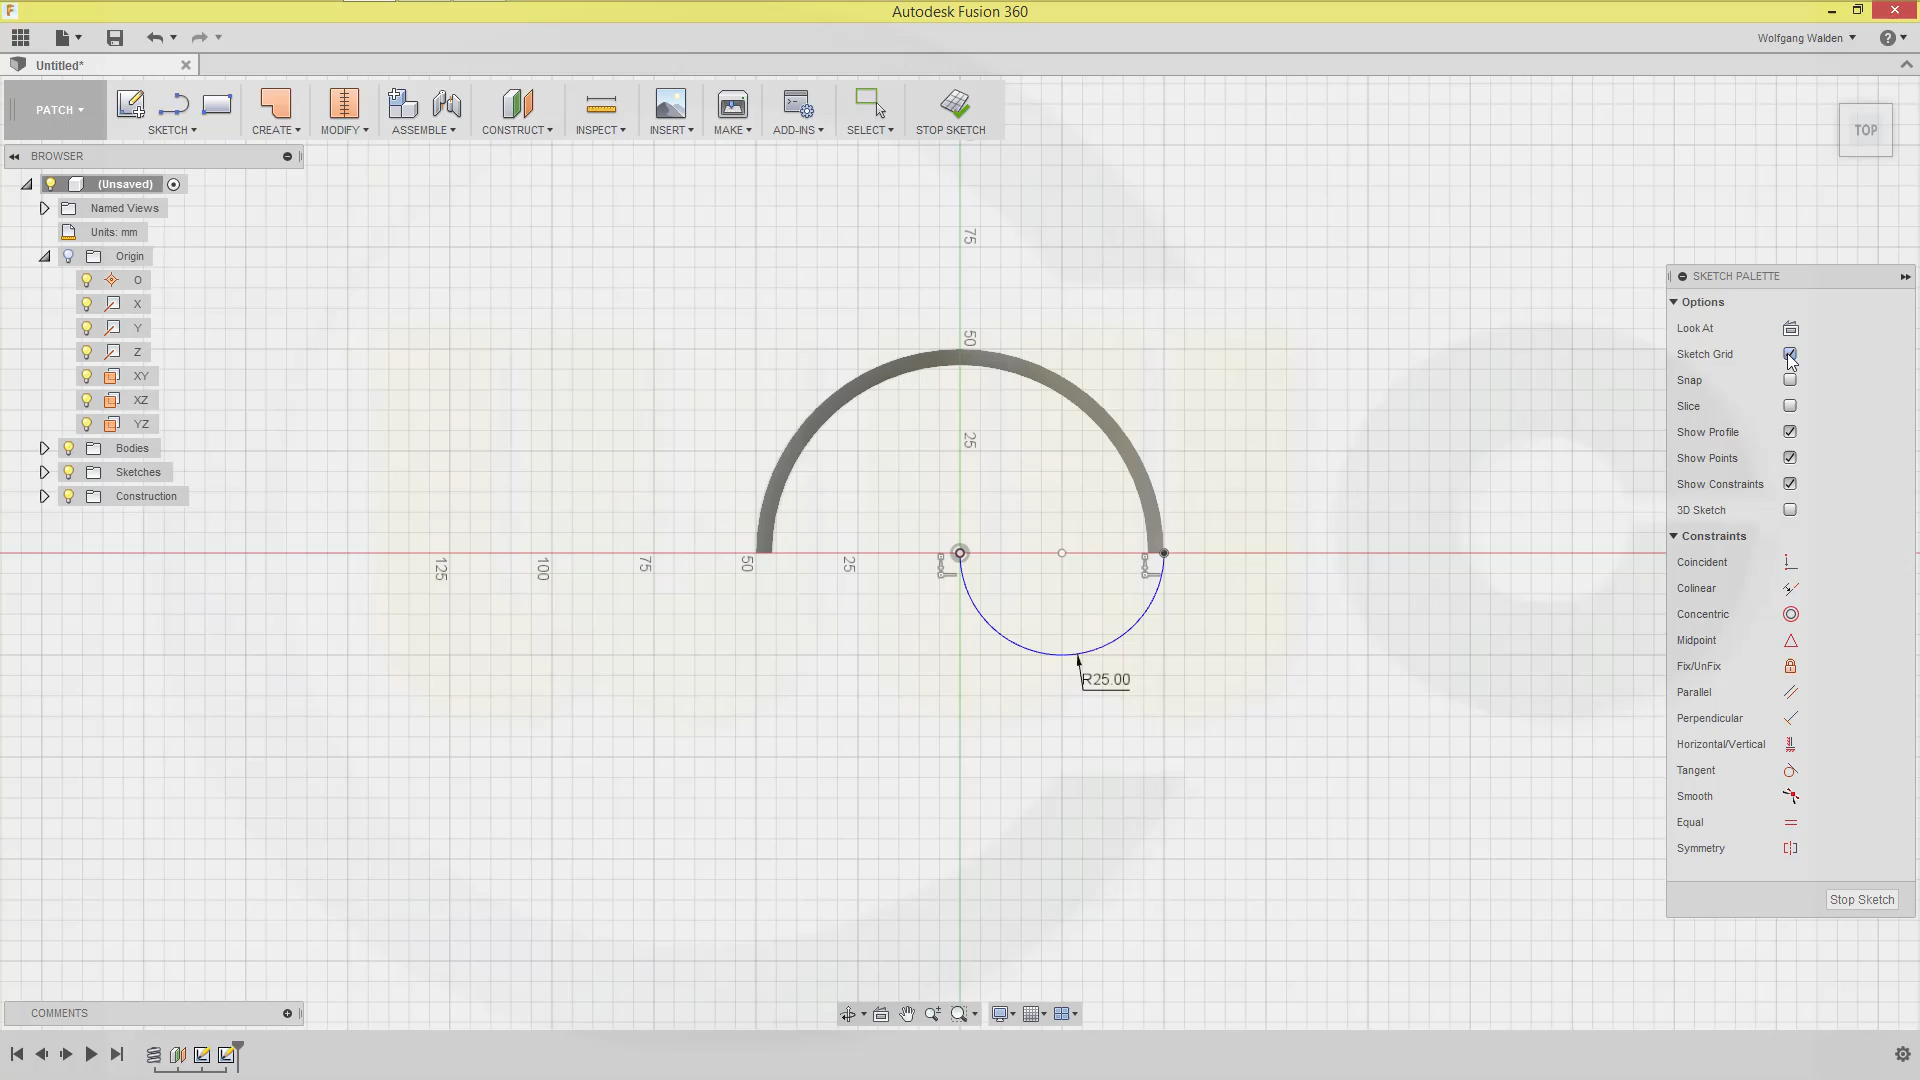 Autodesk Fusion 360
Wolfgang Walden
Untitled*
PATCH
SKETCH
CREATE
MODIFY
ASSEMBLE
CONSTRUCT
INSPECT
INSERT
MAKE
ADD-INS
SELECT
STOP SKETCH
TOP
BROWSER
(Unsaved)
Named Views
Units: mm
Origin
O
X
Y
Z
XY
XZ
YZ
Bodies
Sketches
Construction
75
50
25
125
100
75
50
25
R25.00
SKETCH PALETTE
Options
Look At
Sketch Grid
Snap
Slice
Show Profile
Show Points
Show Constraints
3D Sketch
Constraints
Coincident
Colinear
Concentric
Midpoint
Fix/UnFix
Parallel
Perpendicular
Horizontal/Vertical
Tangent
Smooth
Equal
Symmetry
Stop Sketch
COMMENTS